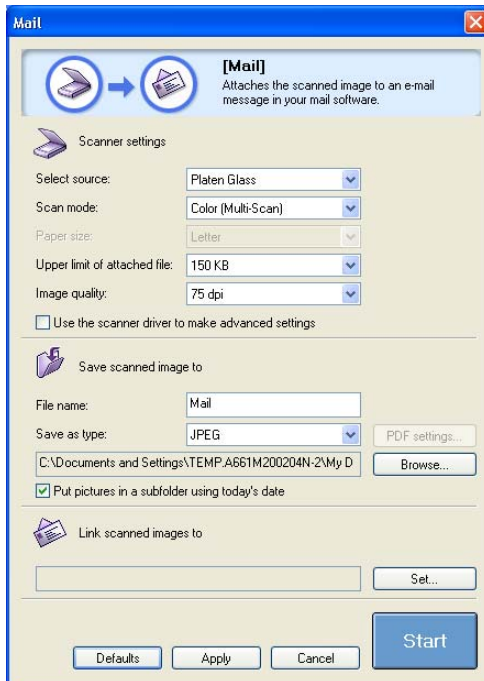 Mail
[Mail]
Attaches the scanned image to an e-mail
message in your mail software.
Scanner settings
Select source: Platen Glass
Scan mode: Color (Multi-Scan)
Paper size: Letter
Upper limit of attached file: 150 KB
Image quality: 75 dpi
Use the scanner driver to make advanced settings
Save scanned image to
File name: Mail
Save as type: JPEG PDF settings...
C:\Documents and Settings\TEMP.A661M200204N-2\My D Browse...
Put pictures in a subfolder using today's date
Link scanned images to
Set...
Start
Defaults Apply Cancel